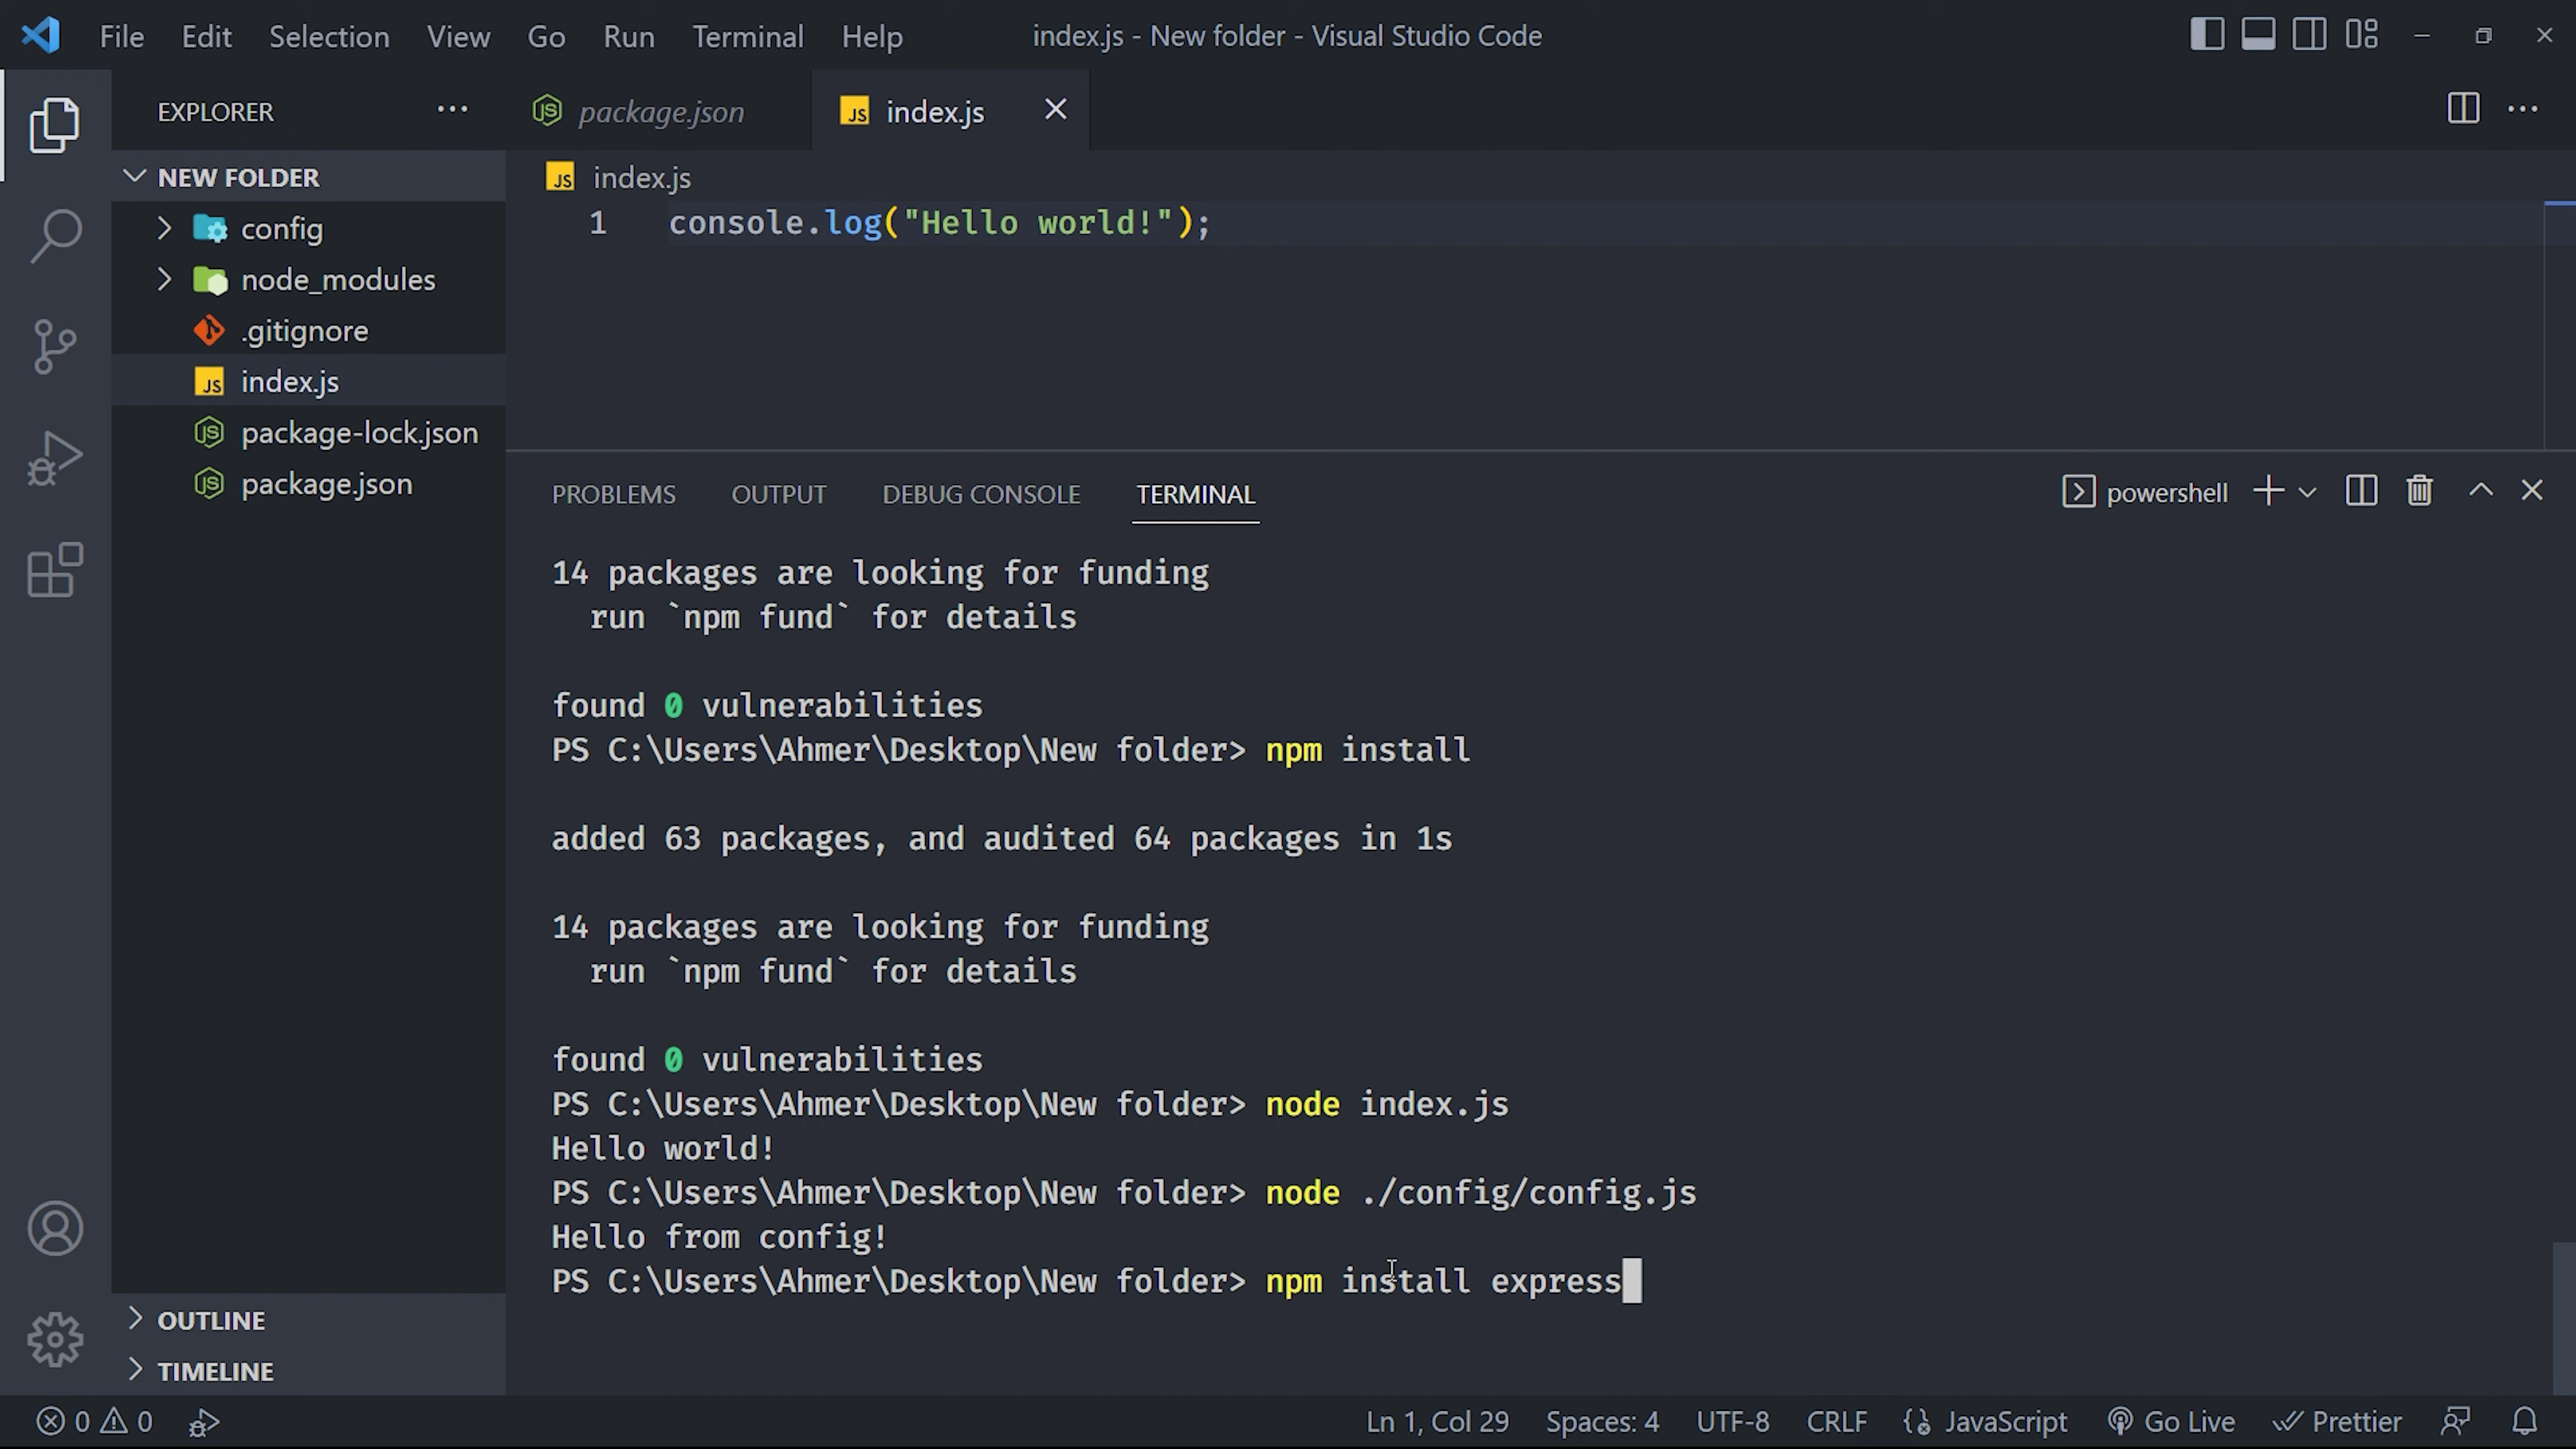 File Edit Selection View Go Run Terminal Help
index.js - New folder - Visual Studio Code
EXPLORER
package.json
index.js
NEW FOLDER
config
node_modules
.gitignore
index.js
package-lock.json
package.json
OUTLINE
TIMELINE
index.js
1 console.log("Hello world!");
PROBLEMS OUTPUT DEBUG CONSOLE TERMINAL
powershell
14 packages are looking for funding
  run `npm fund` for details
found 0 vulnerabilities
PS C:\Users\Ahmer\Desktop\New folder> npm install
added 63 packages, and audited 64 packages in 1s
14 packages are looking for funding
  run `npm fund` for details
found 0 vulnerabilities
PS C:\Users\Ahmer\Desktop\New folder> node index.js
Hello world!
PS C:\Users\Ahmer\Desktop\New folder> node ./config/config.js
Hello from config!
PS C:\Users\Ahmer\Desktop\New folder> npm install express
0 0 Ln 1, Col 29 Spaces: 4 UTF-8 CRLF JavaScript Go Live Prettier